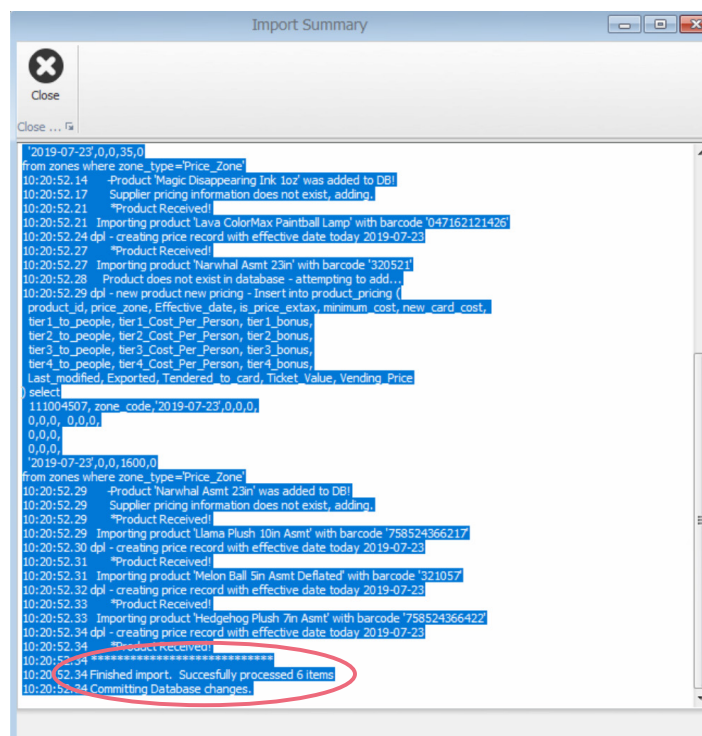 Import Summary
Close
Close ...
'2019-07-23',0,0,35,0
from zones where zone_type='Price_Zone'
10:20:52.14 -Product 'Magic Disappearing Ink 1oz' was added to DB!
10:20:52.17 Supplier pricing information does not exist, adding.
10:20:52.21 *Product Received!
10:20:52.21 Importing product 'Lava ColorMax Paintball Lamp' with barcode '047162121426'
10:20:52.24 dpl - creating price record with effective date today 2019-07-23
10:20:52.27 *Product Received!
10:20:52.27 Importing product 'Narwhal Asmt 23in' with barcode '320521'
10:20:52.28 Product does not exist in database - attempting to add...
10:20:52.29 dpl - new product new pricing - Insert into product_pricing (
product_id, price_zone, Effective_date, is_price_extax, minimum_cost, new_card_cost,
tier1_to_people, tier1_Cost_Per_Person, tier1_bonus,
tier2_to_people, tier2_Cost_Per_Person, tier2_bonus,
tier3_to_people, tier3_Cost_Per_Person, tier3_bonus,
tier4_to_people, tier4_Cost_Per_Person, tier4_bonus,
Last_modified, Exported, Tendered_to_card, Ticket_Value, Vending_Price
) select
111004507, zone_code,'2019-07-23',0,0,0,
0,0,0, 0,0,0,
0,0,0,
0,0,0,
'2019-07-23',0,0,1600,0
from zones where zone_type='Price_Zone'
10:20:52.29 -Product 'Narwhal Asmt 23in' was added to DB!
10:20:52.29 Supplier pricing information does not exist, adding.
10:20:52.29 *Product Received!
10:20:52.29 Importing product 'Llama Plush 10in Asmt' with barcode '758524366217'
10:20:52.30 dpl - creating price record with effective date today 2019-07-23
10:20:52.31 *Product Received!
10:20:52.31 Importing product 'Melon Ball 5in Asmt Deflated' with barcode '321057'
10:20:52.32 dpl - creating price record with effective date today 2019-07-23
10:20:52.33 *Product Received!
10:20:52.33 Importing product 'Hedgehog Plush 7in Asmt' with barcode '758524366422'
10:20:52.34 dpl - creating price record with effective date today 2019-07-23
10:20:52.34 *Product Received!
10:20:52.34 ****************************
10:20:52.34 Finished import. Succesfully processed 6 items
10:20:52.34 Committing Database changes.